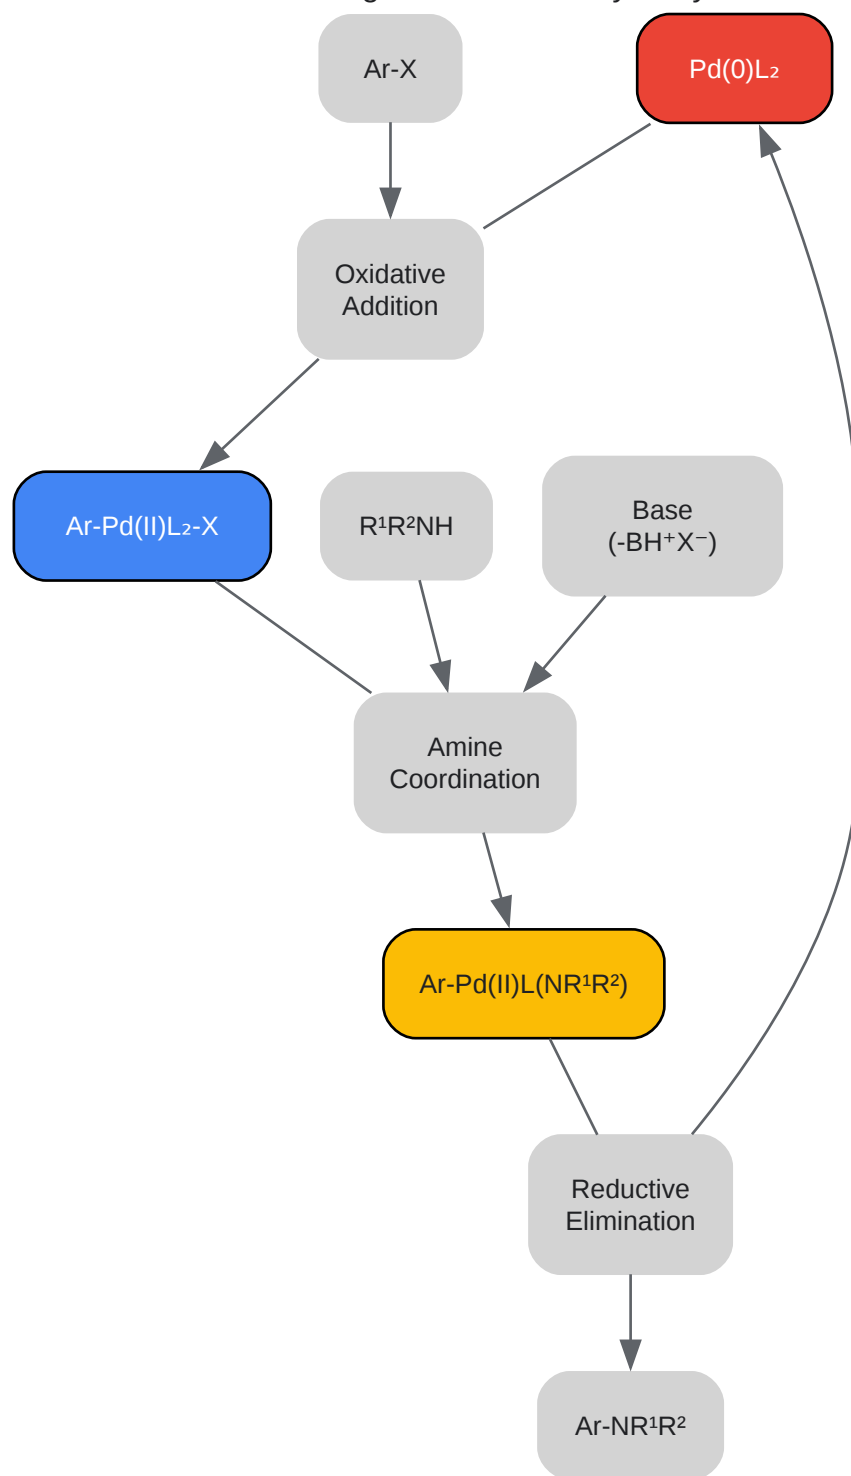 Ar-X
Pd(0)L₂
Oxidative
Addition
Ar-Pd(II)L₂-X
R¹R²NH
Base
(-BH⁺X⁻)
Amine
Coordination
Ar-Pd(II)L(NR¹R²)
Reductive
Elimination
Ar-NR¹R²